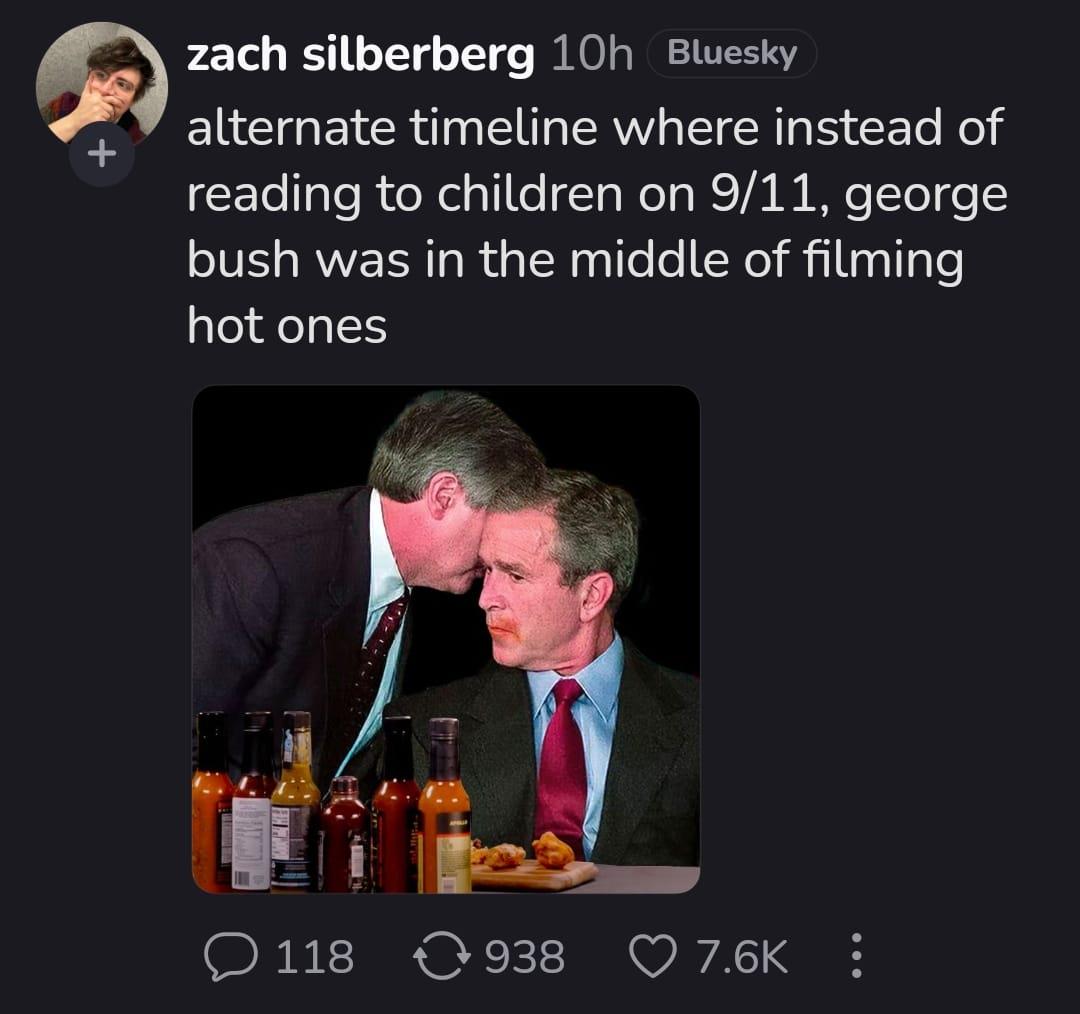 zach silberberg 10h Bluesky
alternate timeline where instead of
reading to children on 9/11, george
bush was in the middle of filming
hot ones
APOLLO
118 938 7.6K